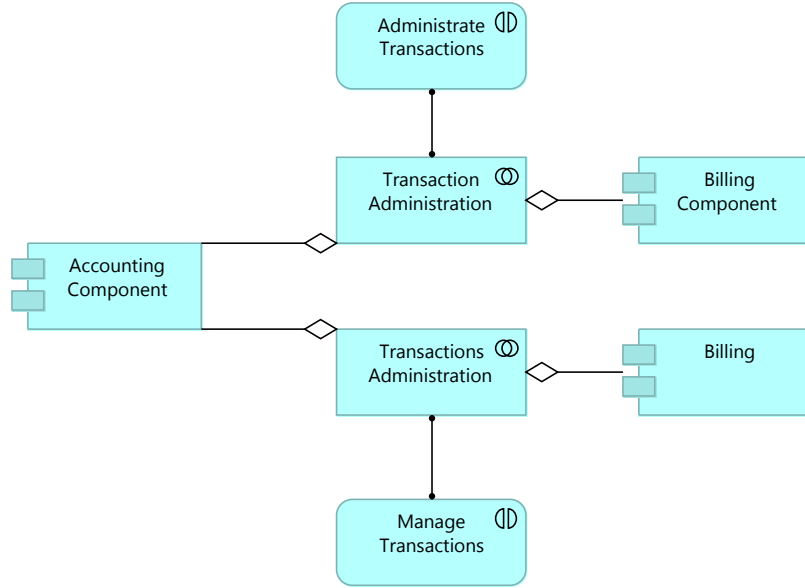 Administrate
Transactions
Transaction
Administration
Billing
Component
Accounting
Component
Transactions
Administration
Billing
Manage
Transactions